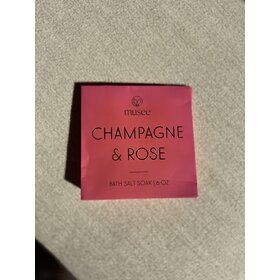 musee
CHAMPAGNE
& ROSE
BATH SALT SOAK | 6 OZ